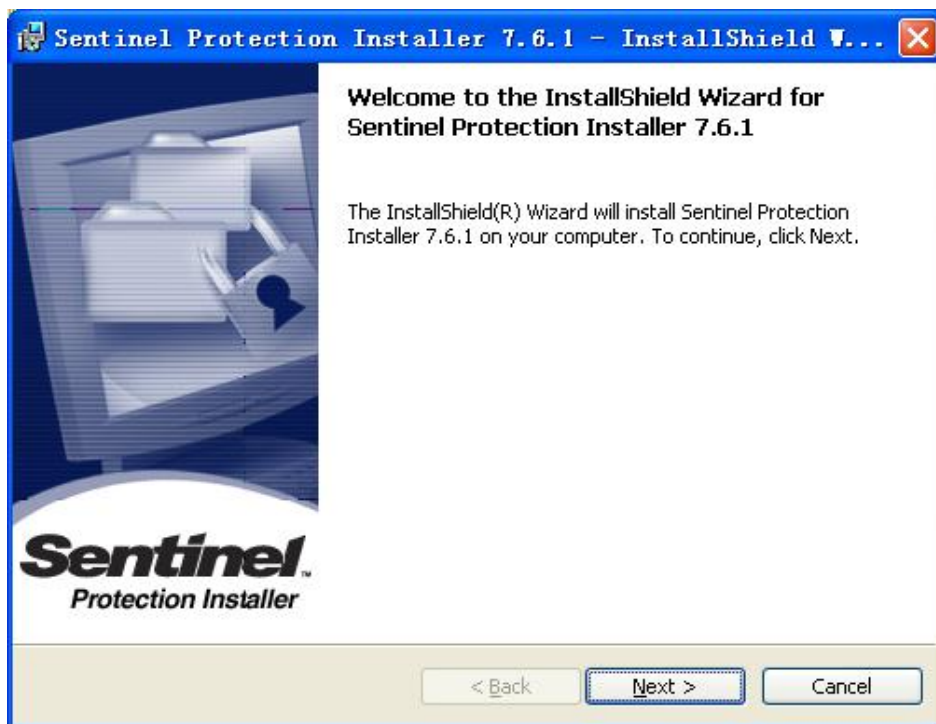 Sentinel Protection Installer 7.6.1 - InstallShield W...
Welcome to the InstallShield Wizard for
Sentinel Protection Installer 7.6.1
The InstallShield(R) Wizard will install Sentinel Protection
Installer 7.6.1 on your computer. To continue, click Next.
Sentinel™
Protection Installer
< Back
Next >
Cancel